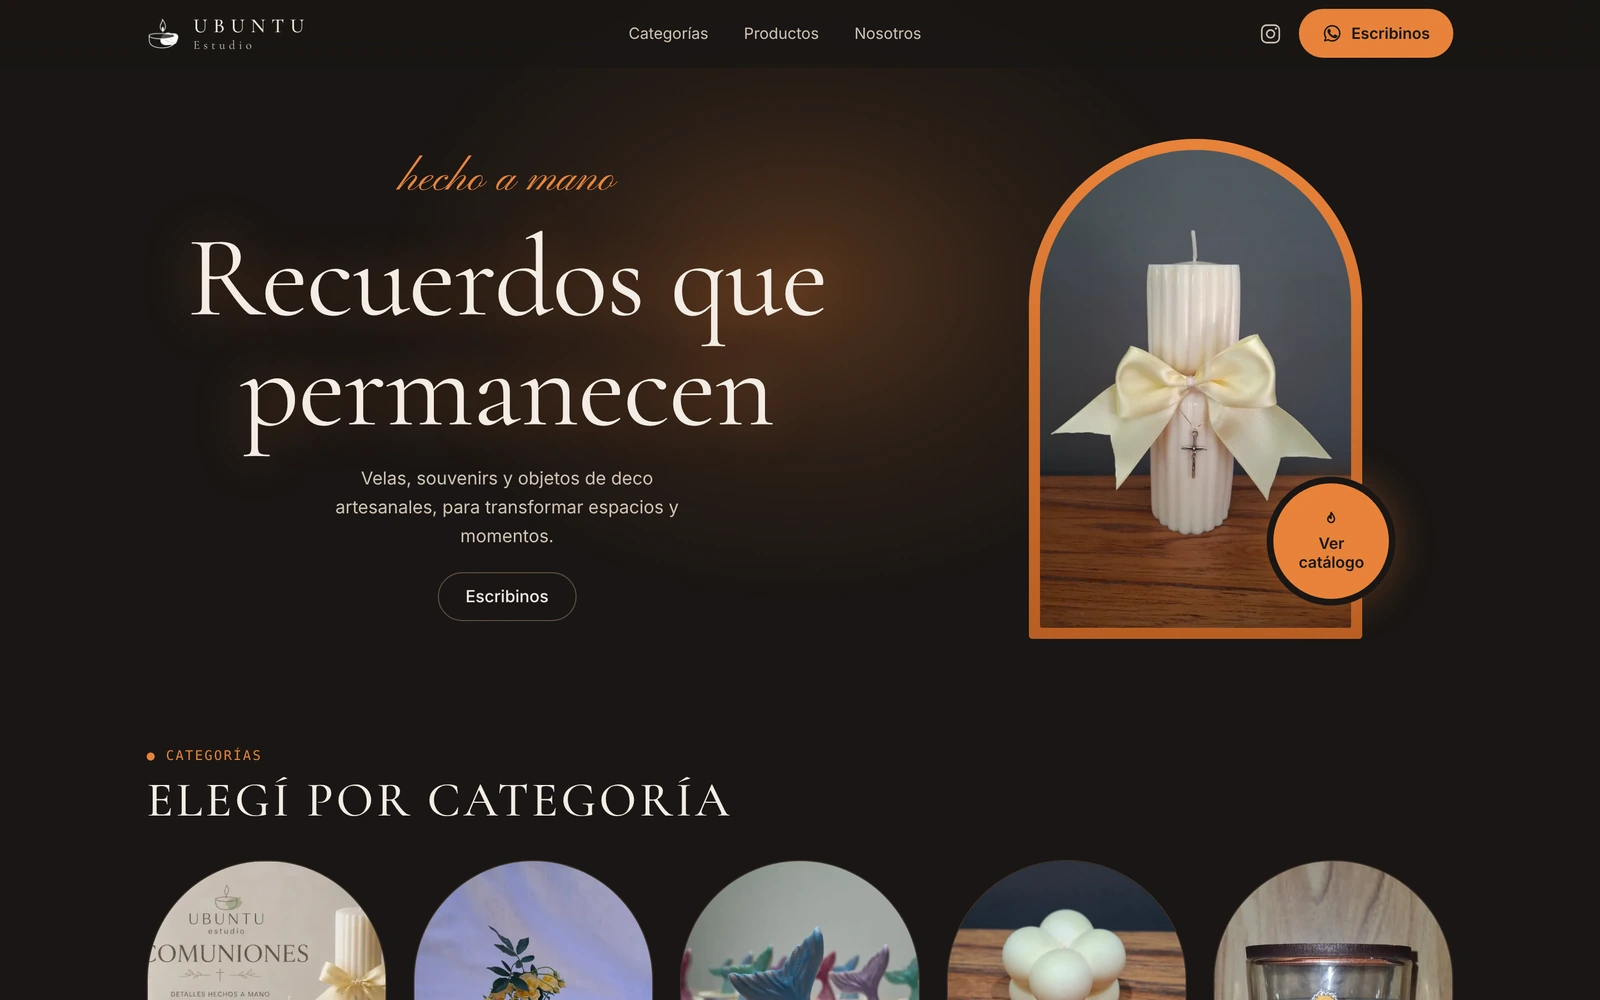 UBUNTU
Estudio
Categorías
Productos
Nosotros
Escribinos
hecho a mano
Recuerdos que
permanecen
Velas, souvenirs y objetos de deco
artesanales, para transformar espacios y
momentos.
Escribinos
Ver
catálogo
CATEGORÍAS
ELEGÍ POR CATEGORÍA
UBUNTU
estudio
COMUNIONES
DETALLES HECHOS A MANO